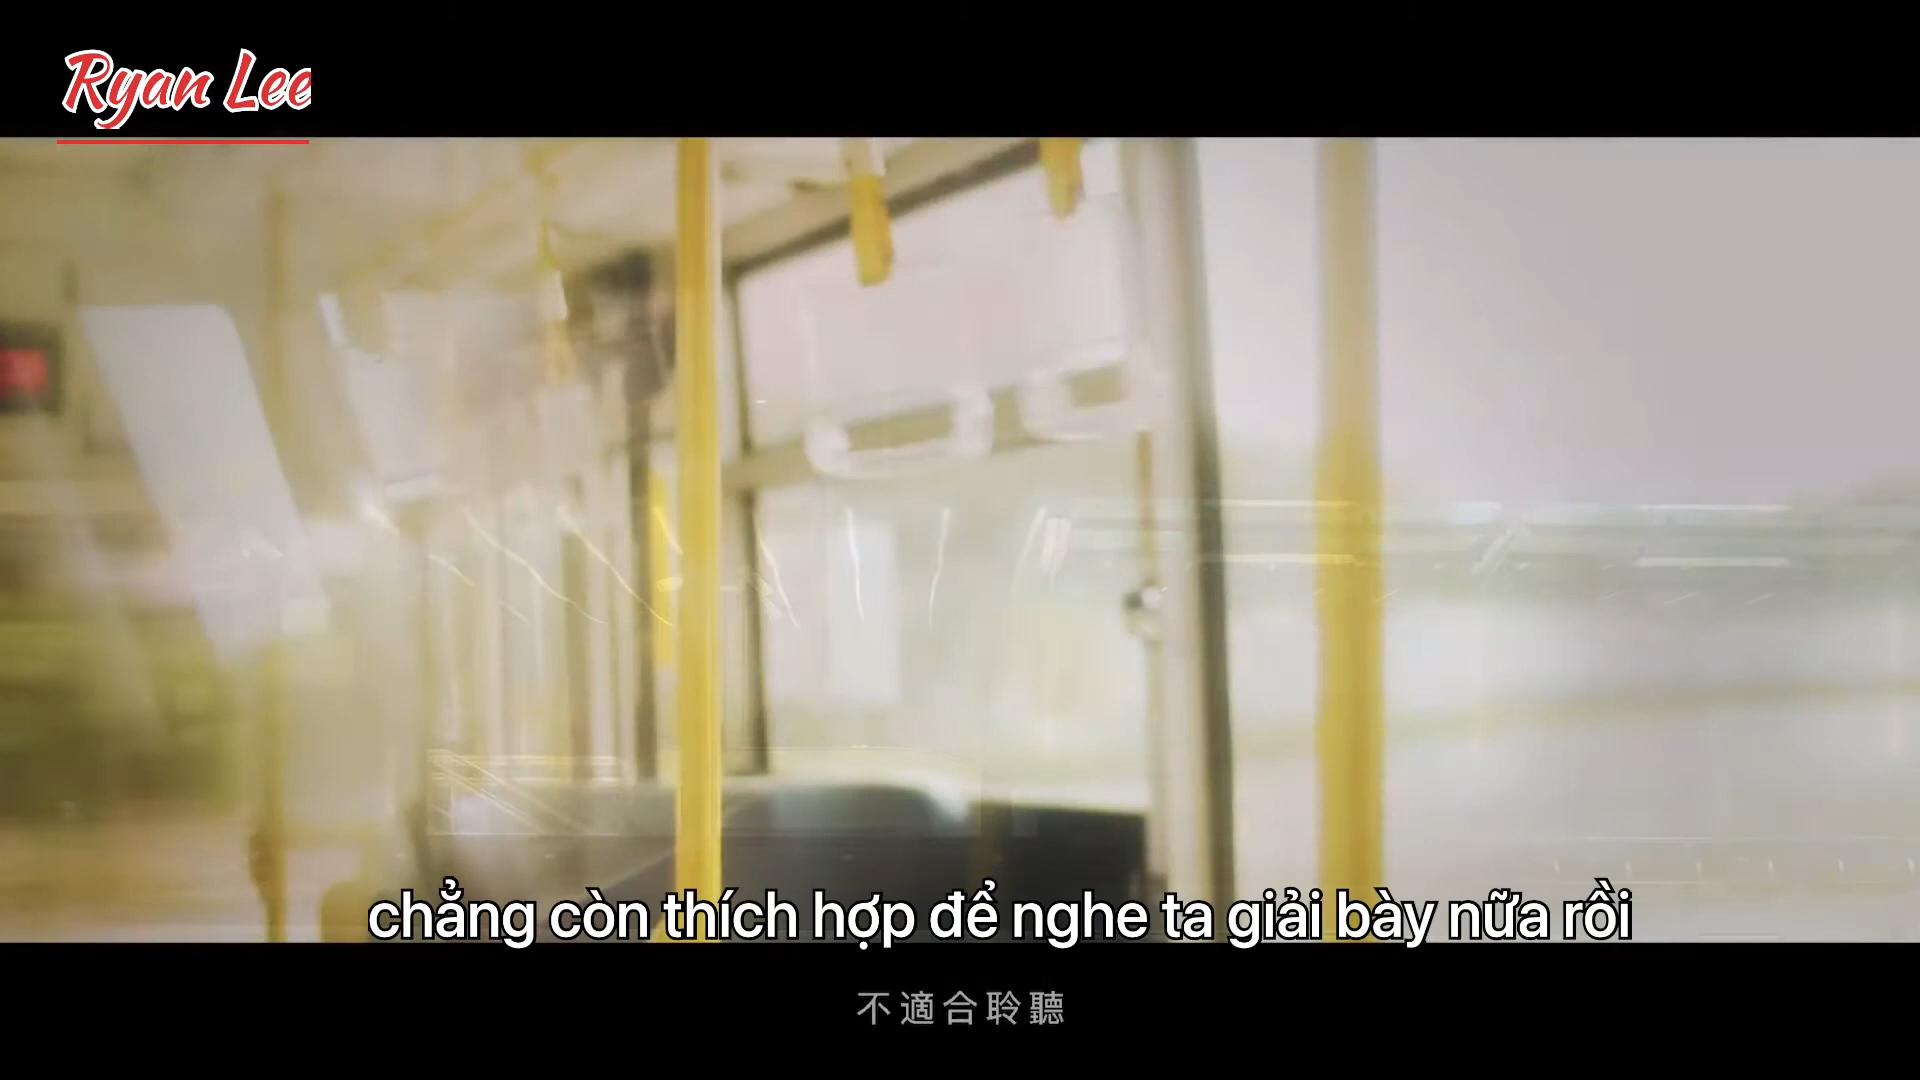 Ryan Lee
chẳng còn thích hợp để nghe ta giải bày nữa rồi
不適合聆聽